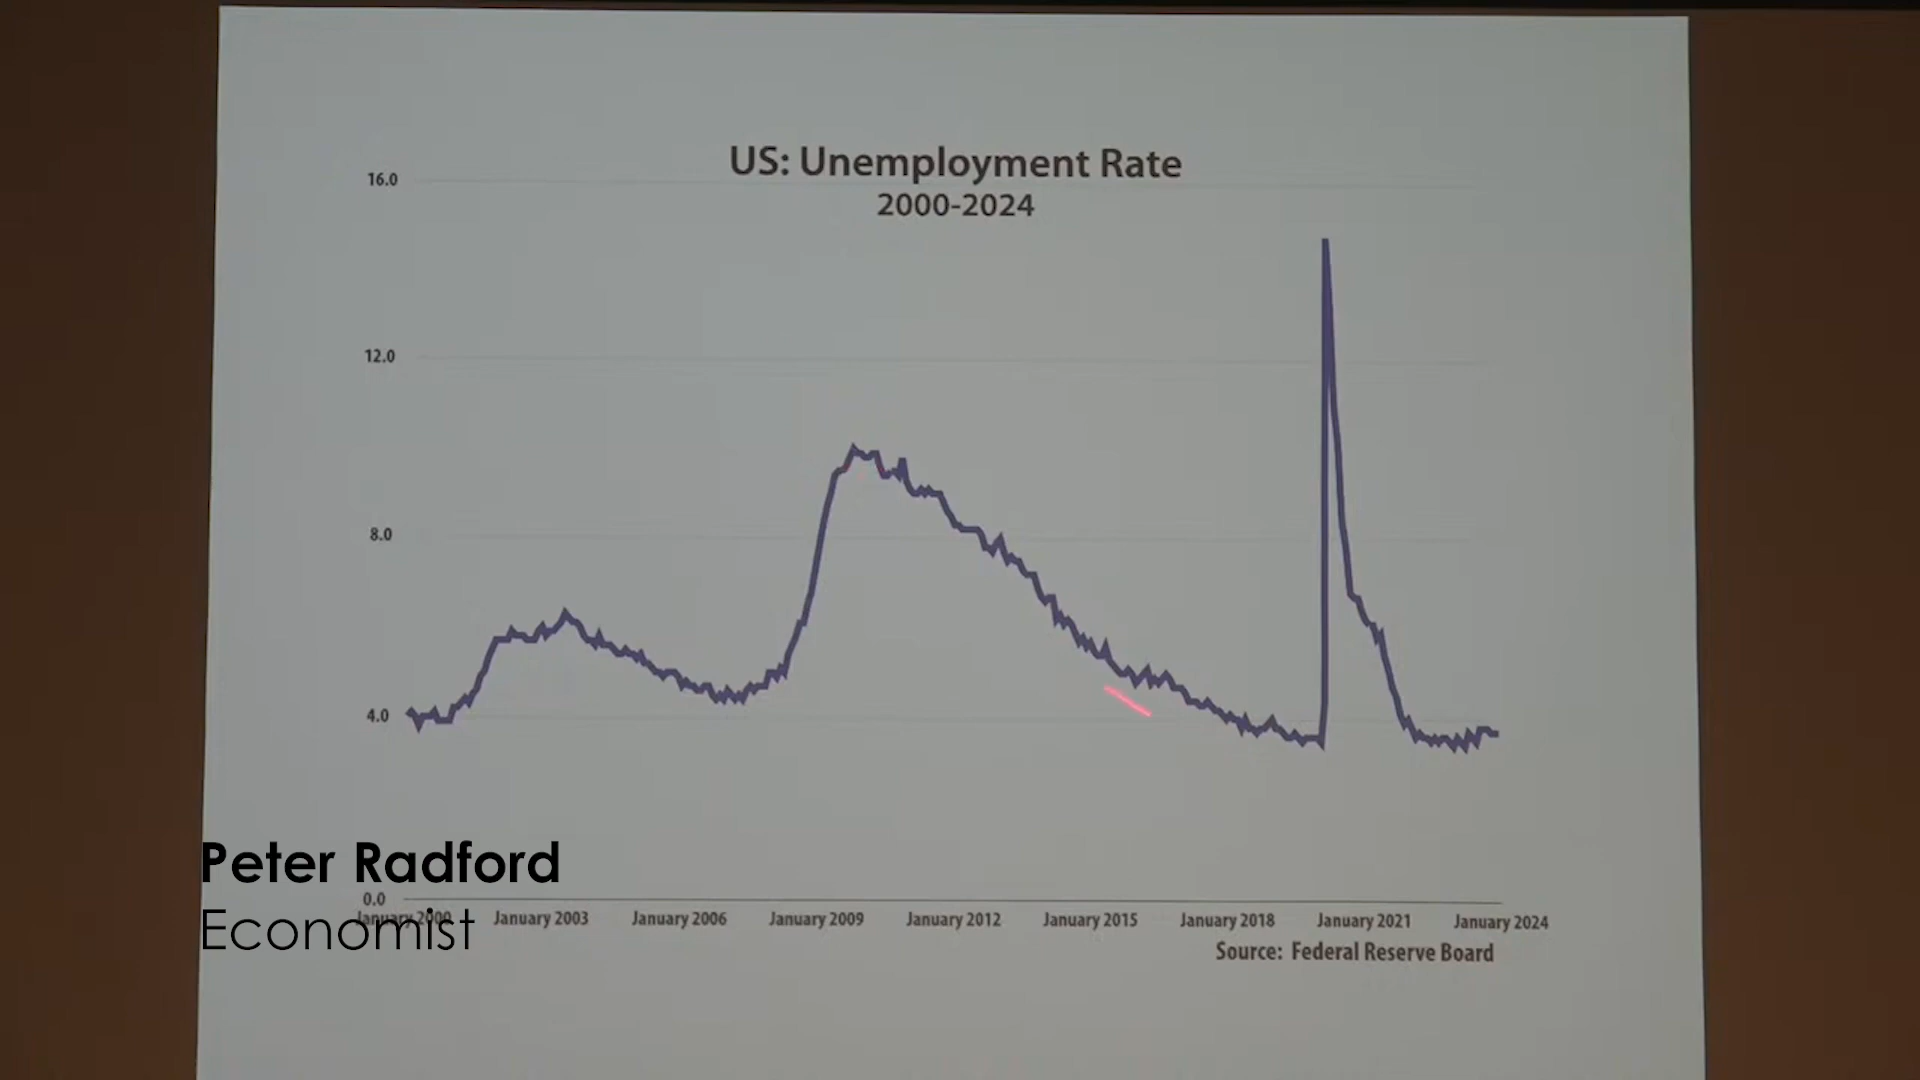 US: Unemployment Rate
2000-2024
16.0
12.0
8.0
4.0
0.0
January 2000 January 2003 January 2006 January 2009 January 2012 January 2015 January 2018 January 2021 January 2024
Source: Federal Reserve Board
Peter Radford
Economist